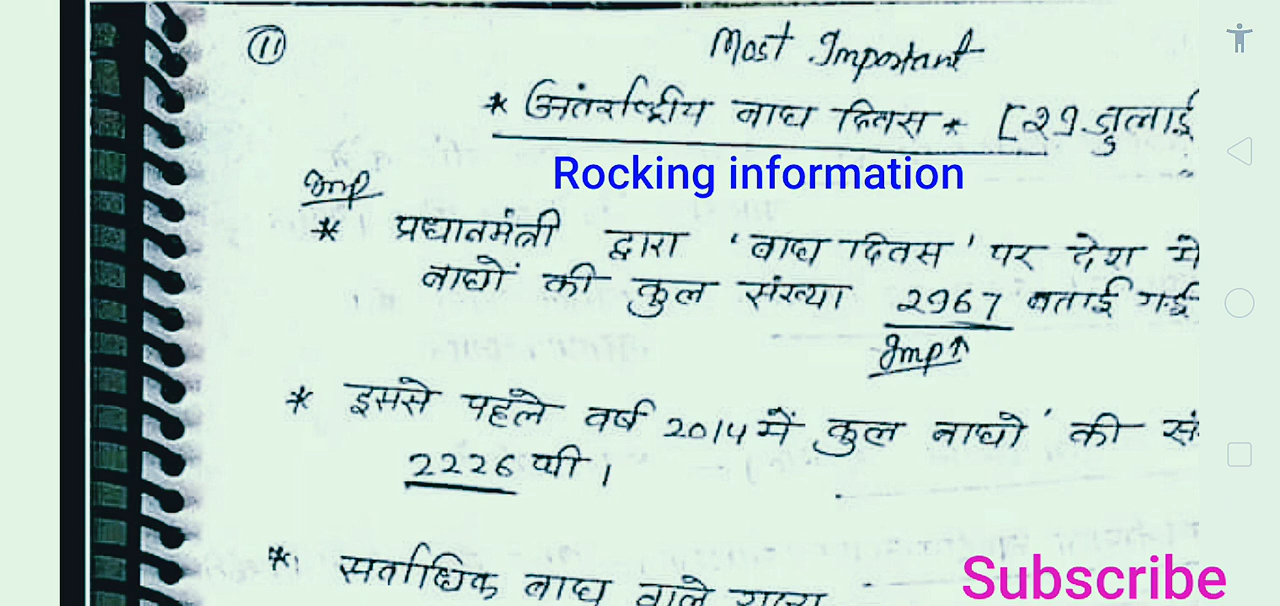 11
Most Important
* अंतर्राष्ट्रीय बाघ दिवस * [29 जुलाई
Rocking information
Imp
* प्रधानमंत्री द्वारा 'बाघ दिवस' पर देश मे
बाघों की कुल संख्या 2967 बताई गई
Imp↑
* इससे पहले वर्ष 2014 में कुल बाघों की सं
2226 थी।
* सर्वाधिक बाघ वाले राज्य
Subscribe